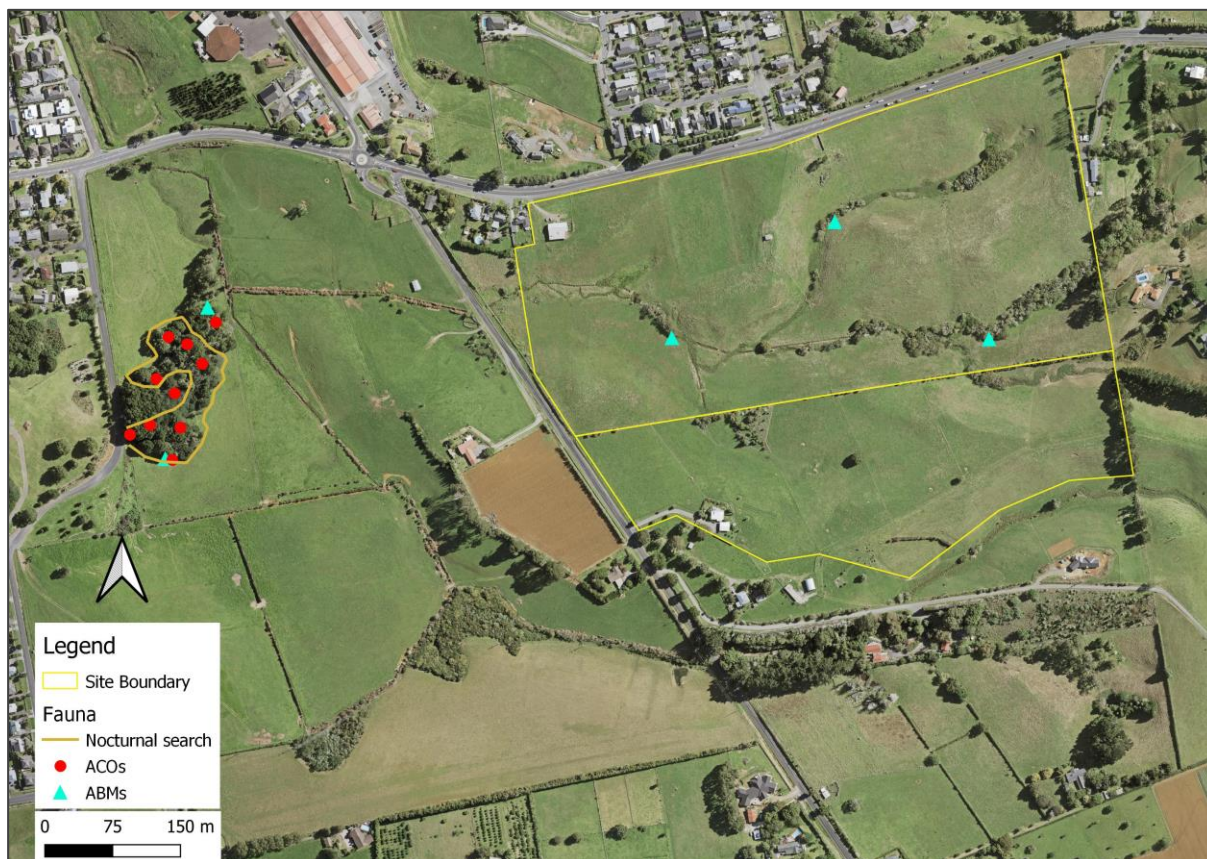 Legend
Site Boundary
Fauna
Nocturnal search
ACOs
ABMs
0 75 150 m